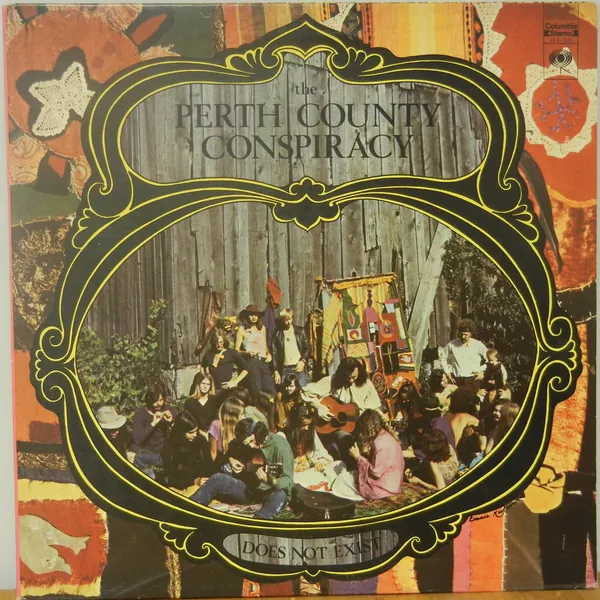 Columbia
Stereo
the
PERTH COUNTY
CONSPIRACY
DOES NOT EXIST